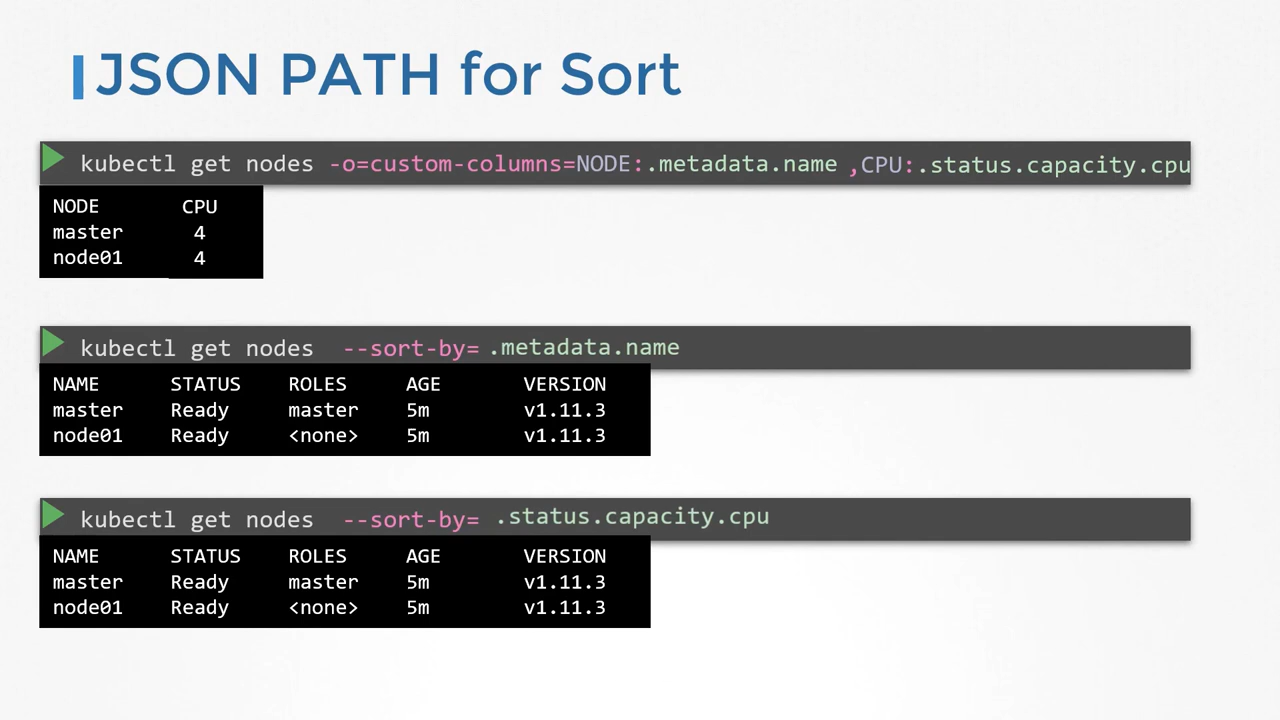 JSON PATH for Sort
kubectl get nodes -o=custom-columns=NODE:.metadata.name ,CPU:.status.capacity.cpu
NODE CPU
master 4
node01 4
kubectl get nodes --sort-by= .metadata.name
NAME STATUS ROLES AGE VERSION
master Ready master 5m v1.11.3
node01 Ready <none> 5m v1.11.3
kubectl get nodes --sort-by= .status.capacity.cpu
NAME STATUS ROLES AGE VERSION
master Ready master 5m v1.11.3
node01 Ready <none> 5m v1.11.3